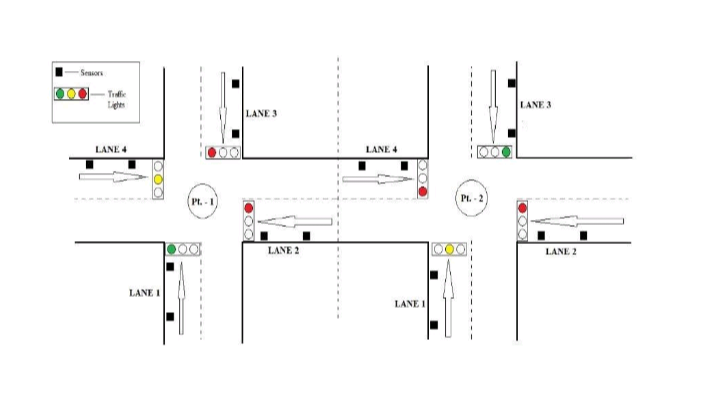 Sensors
Traffic
Lights
LANE 3
LANE 3
LANE 4
LANE 4
Pt. - 1
Pt. - 2
LANE 2
LANE 2
LANE 1
LANE 1